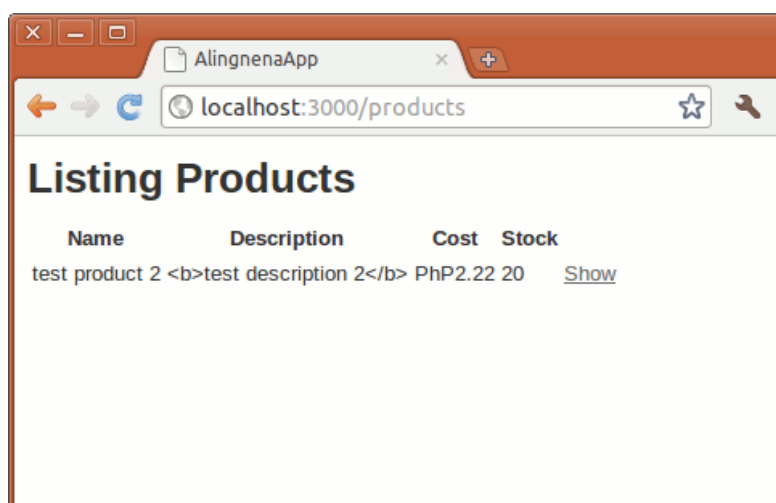 AlingnenaApp
localhost:3000/products
Listing Products
Name Description Cost Stock
test product 2 <b>test description 2</b> PhP2.22 20 Show